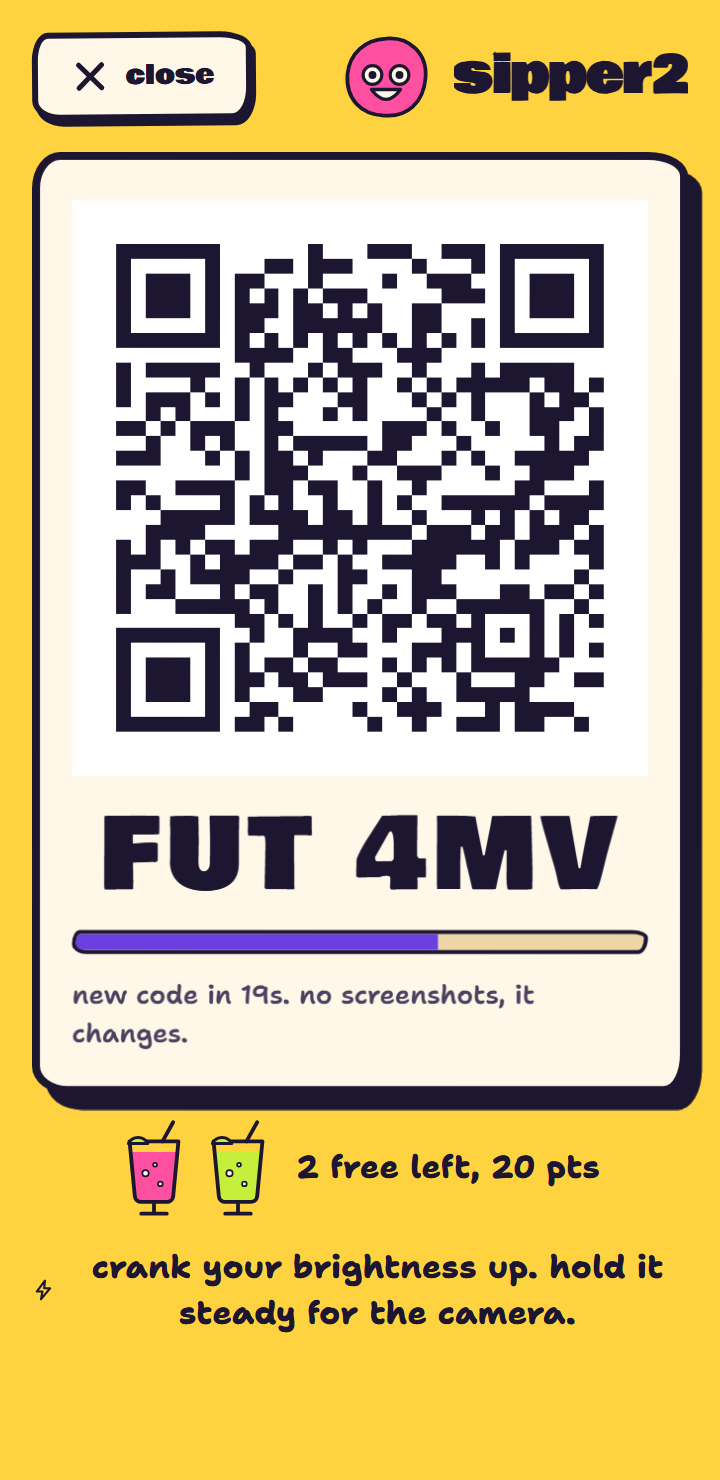 close
sipper2
FUT 4MV
new code in 19s. no screenshots, it
changes.
2 free left, 20 pts
crank your brightness up. hold it
steady for the camera.